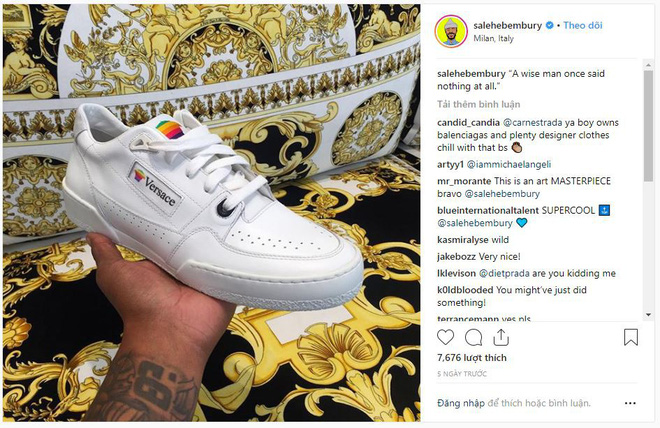 salehebembury • Theo dõi
Milan, Italy
salehebembury “A wise man once said
nothing at all.”
Tải thêm bình luận
candid_candia @carnestrada ya boy owns
balenciagas and plenty designer clothes
chill with that bs
artyy1 @iammichaelangeli
mr_morante This is an art MASTERPIECE
bravo @salehebembury
blueinternationaltalent SUPERCOOL
@salehebembury
kasmiralyse wild
jakebozz Very nice!
lklevison @dietprada are you kidding me
k0ldblooded You might’ve just did
something!
terrancemann yes pls
7,676 lượt thích
5 NGÀY TRƯỚC
Đăng nhập để thích hoặc bình luận.
Versace